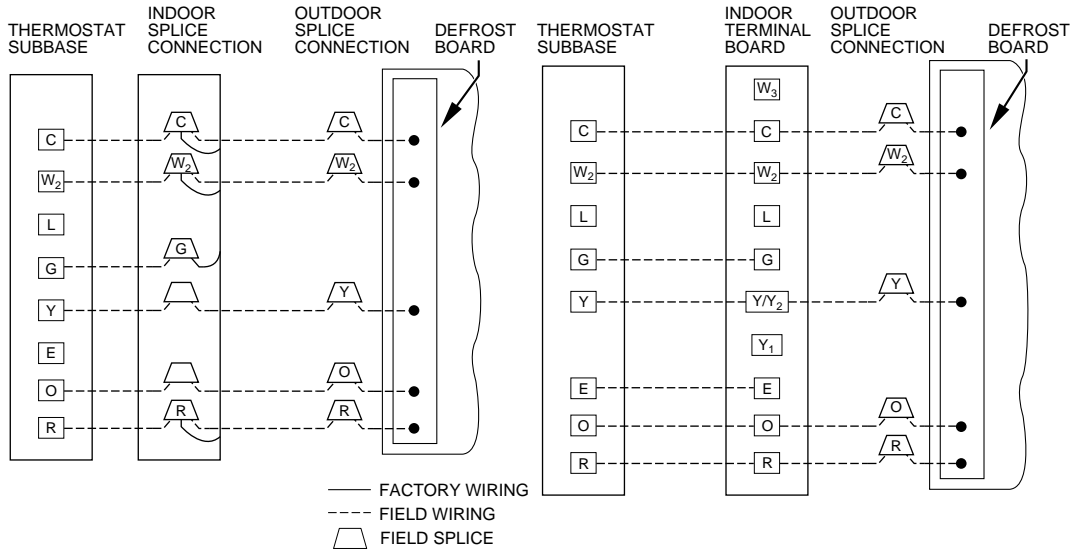 THERMOSTAT
SUBBASE
INDOOR
SPLICE
CONNECTION
OUTDOOR
SPLICE
CONNECTION
DEFROST
BOARD
C
C
C
W2
W2
W2
L
G
G
Y
Y
E
O
O
R
R
R
THERMOSTAT
SUBBASE
INDOOR
TERMINAL
BOARD
OUTDOOR
SPLICE
CONNECTION
DEFROST
BOARD
W3
C
C
C
W2
W2
W2
L
L
G
G
Y
Y/Y2
Y
Y1
E
E
O
O
O
R
R
R
FACTORY WIRING
FIELD WIRING
FIELD SPLICE